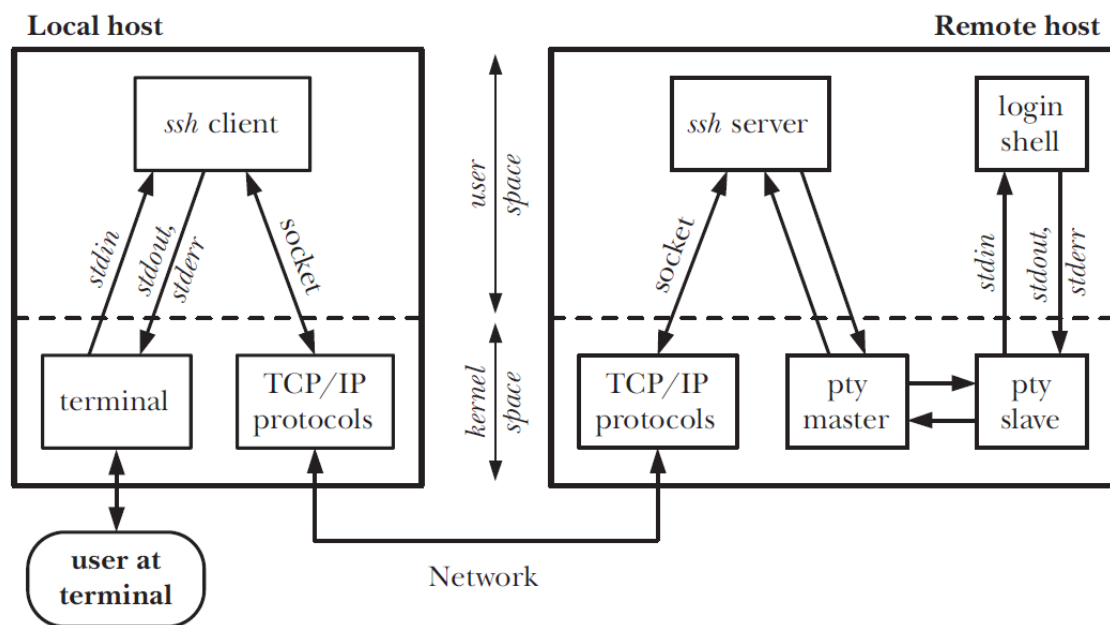 Local host
Remote host
ssh client
ssh server
login
shell
user
space
stdin
stdout,
stderr
socket
socket
stdin
stdout,
stderr
terminal
TCP/IP
protocols
kernel
space
TCP/IP
protocols
pty
master
pty
slave
user at
terminal
Network